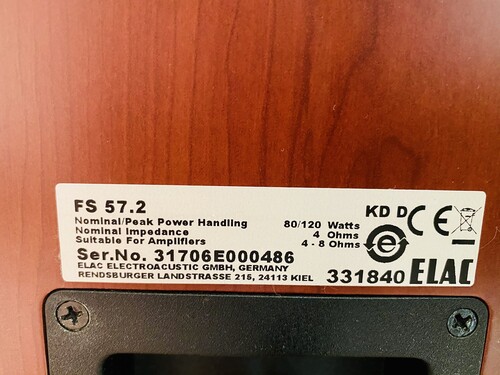 FS 57.2
Nominal/Peak Power Handling 80/120 Watts
Nominal Impedance 4 Ohms
Suitable For Amplifiers 4 - 8 Ohms
Ser.No. 31706E000486
ELAC ELECTROACUSTIC GMBH, GERMANY
RENDSBURGER LANDSTRASSE 215, 24113 KIEL
KD D CE
e
331840 ELAC